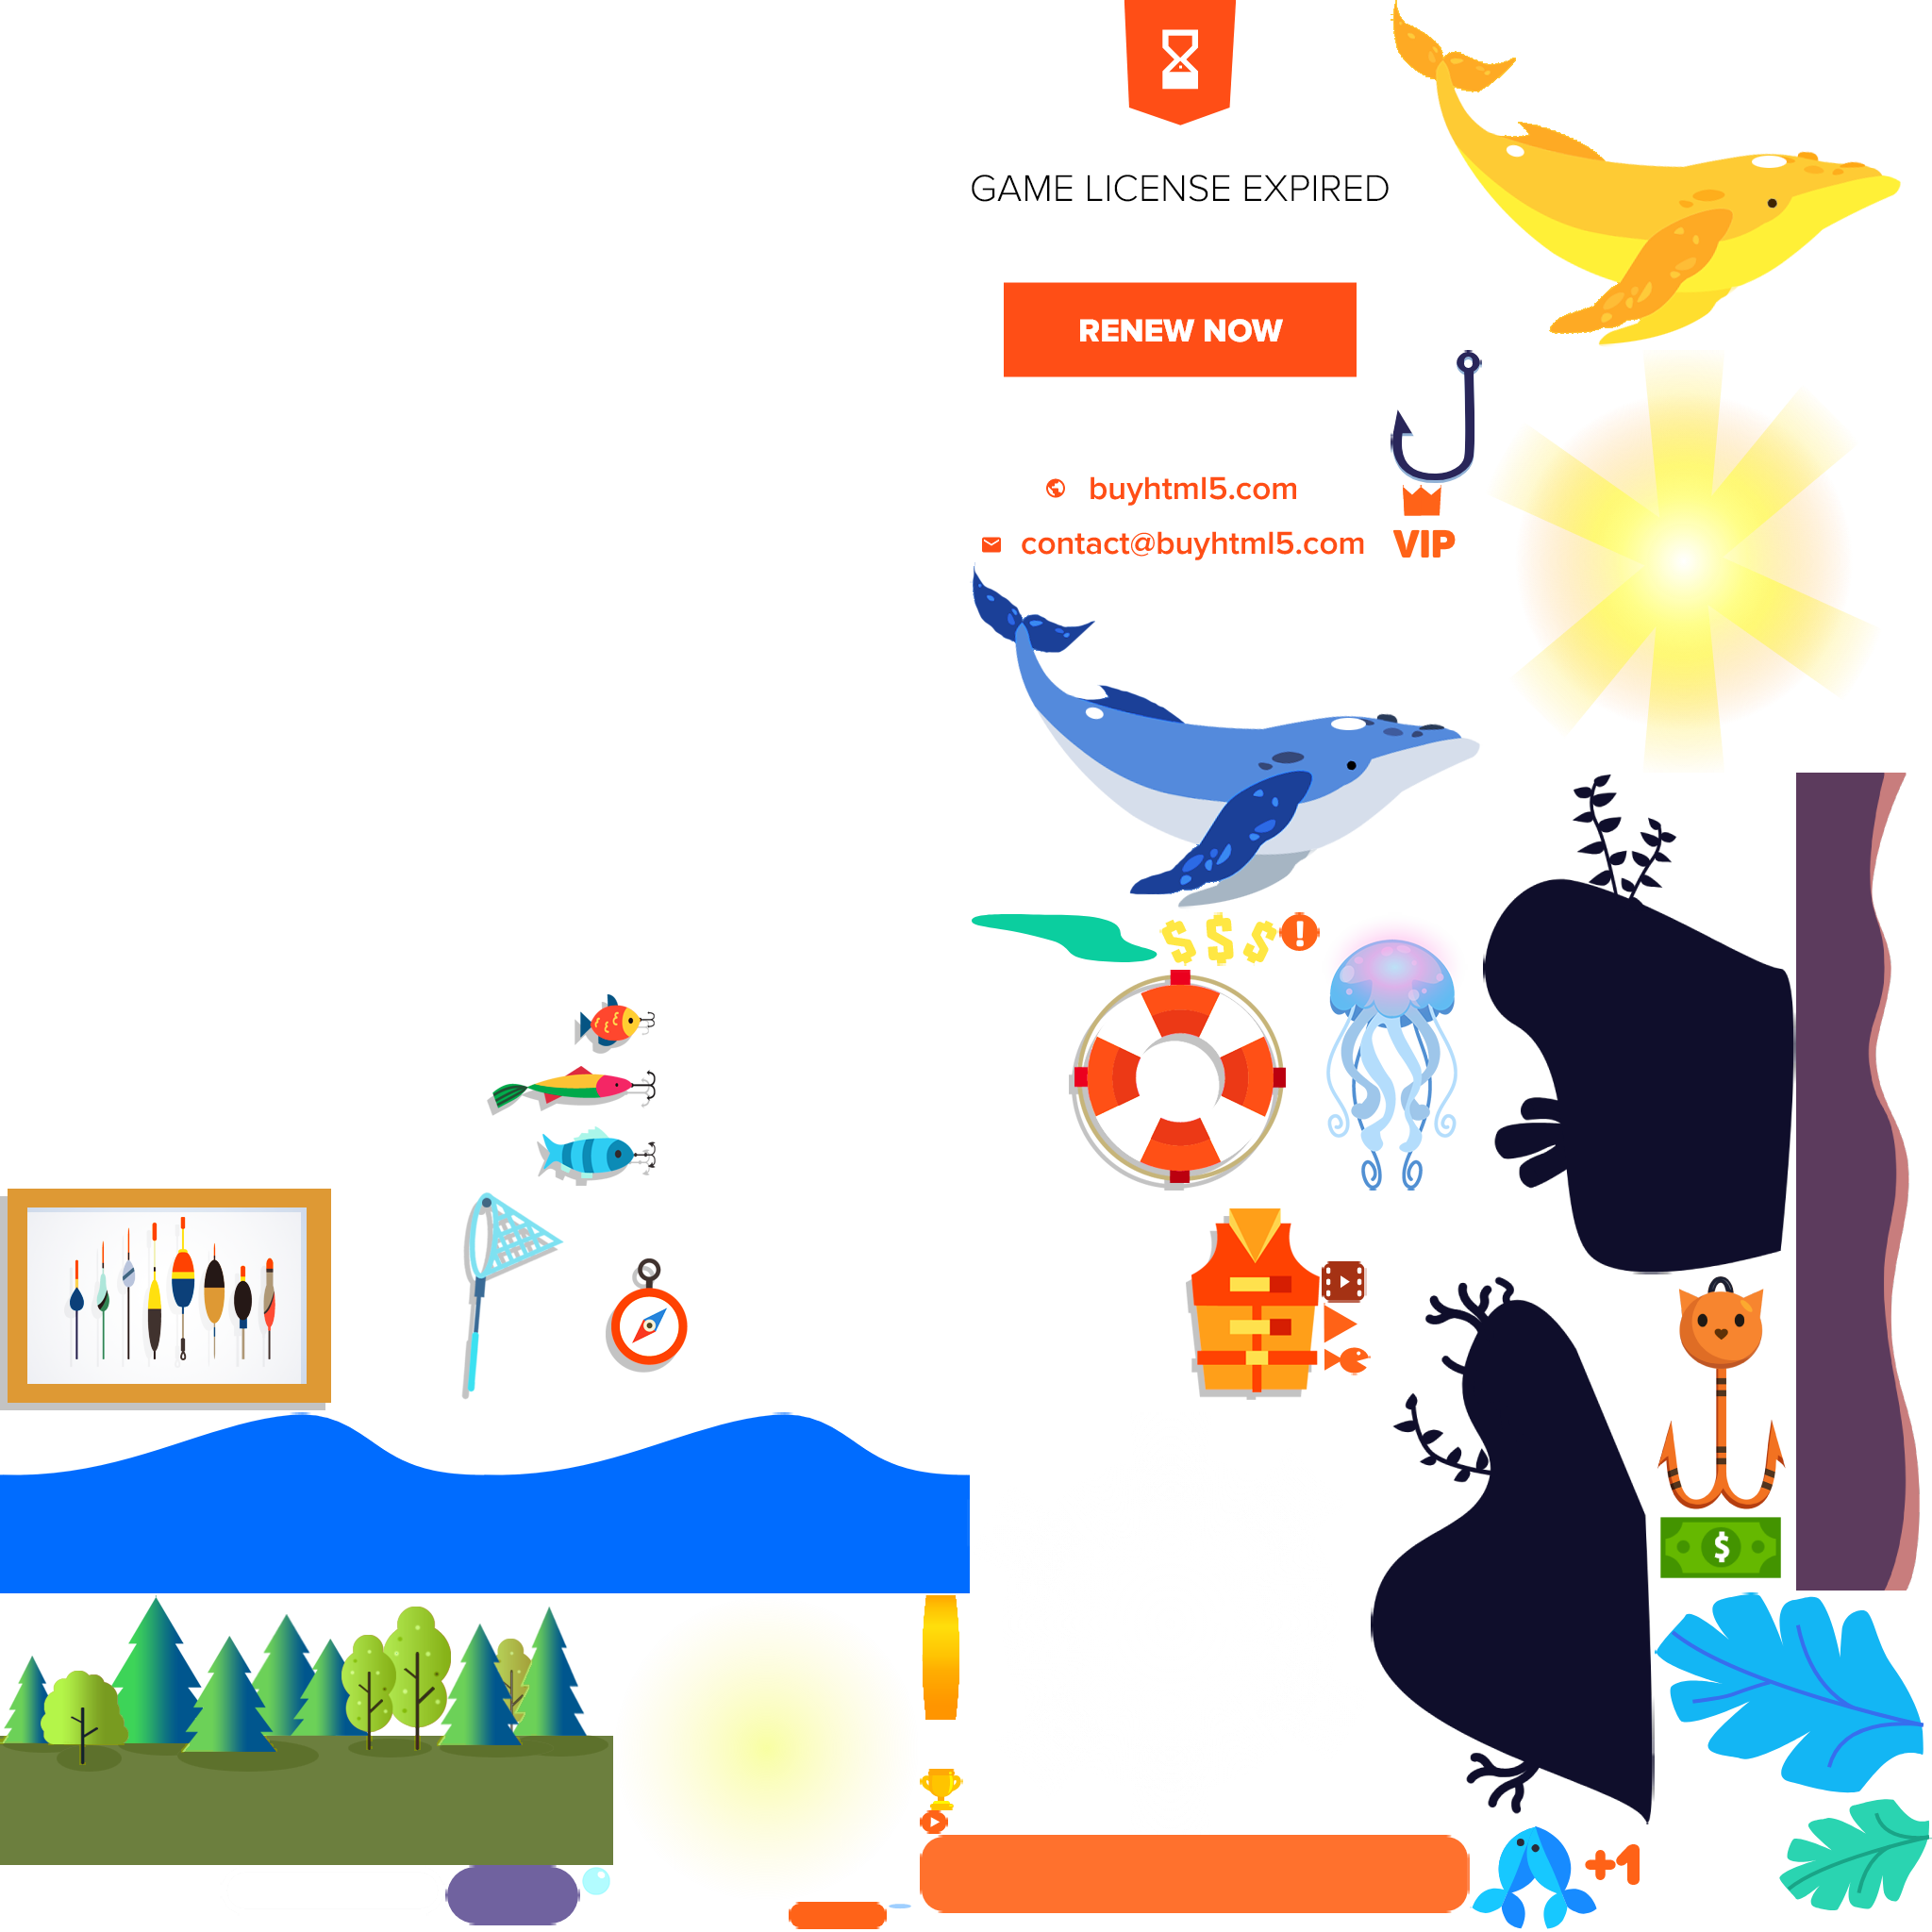 GAME LICENSE EXPIRED
RENEW NOW
buyhtml5.com
contact@buyhtml5.com
VIP
$ $ $
!
$
+1